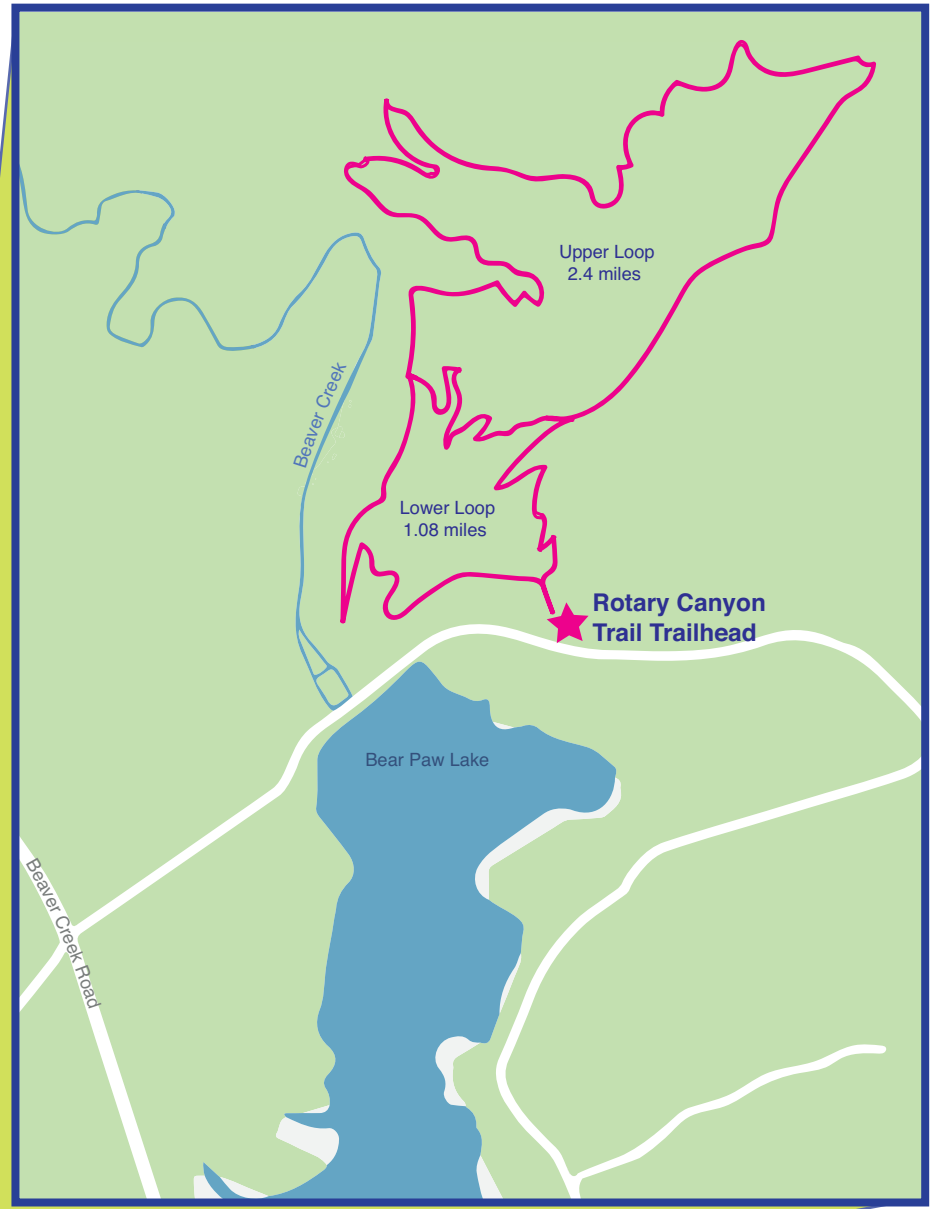 Upper Loop
2.4 miles
Beaver Creek
Lower Loop
1.08 miles
Rotary Canyon
Trail Trailhead
Bear Paw Lake
Beaver Creek Road